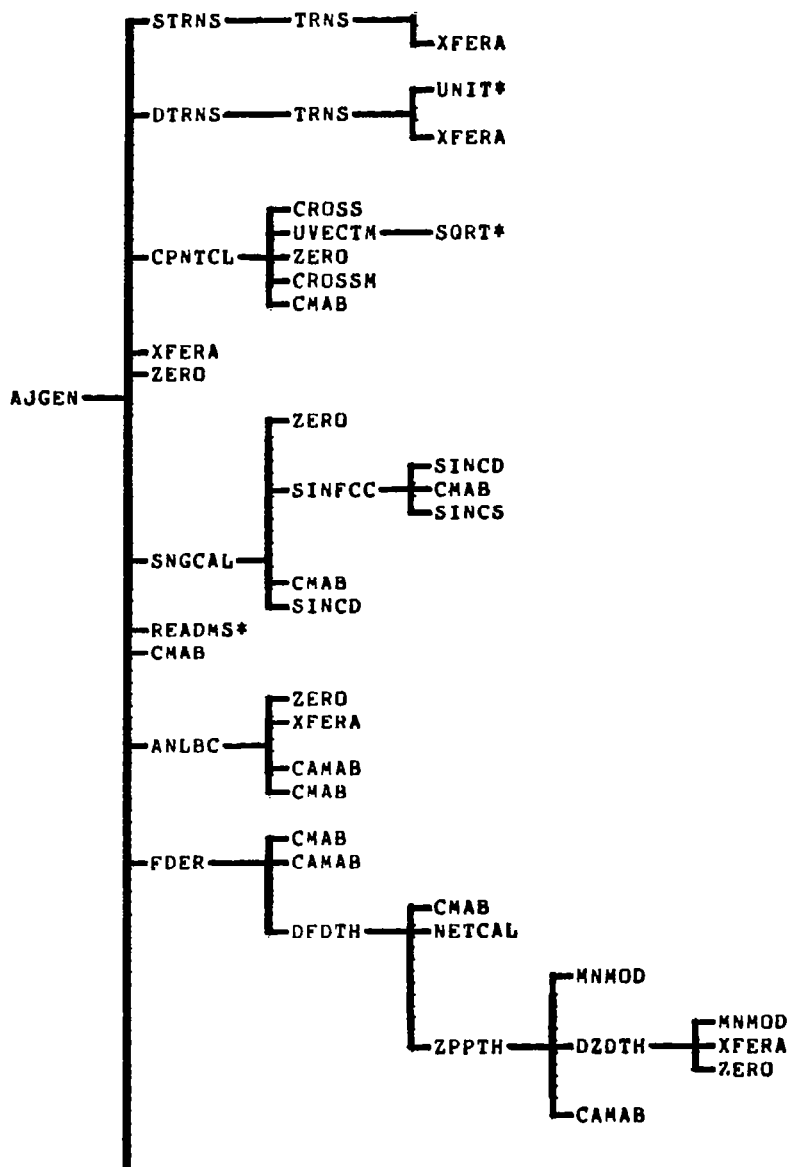 STRNS TRNS
XFERA
UNIT*
DTRNS TRNS
XFERA
CROSS
UVECTM SQRT*
CPNTCL ZERO
CROSSM
CMAB
XFERA
ZERO
AJGEN
ZERO
SINCD
SINFCC CMAB
SINCS
SNGCAL
CMAB
SINCD
READMS*
CMAB
ZERO
XFERA
ANLBC
CAMAB
CMAB
CMAB
FDER CAMAB
CMAB
DFDTH NETCAL
MNMOD
MNMOD
ZPPTH DZDTH XFERA
ZERO
CAMAB